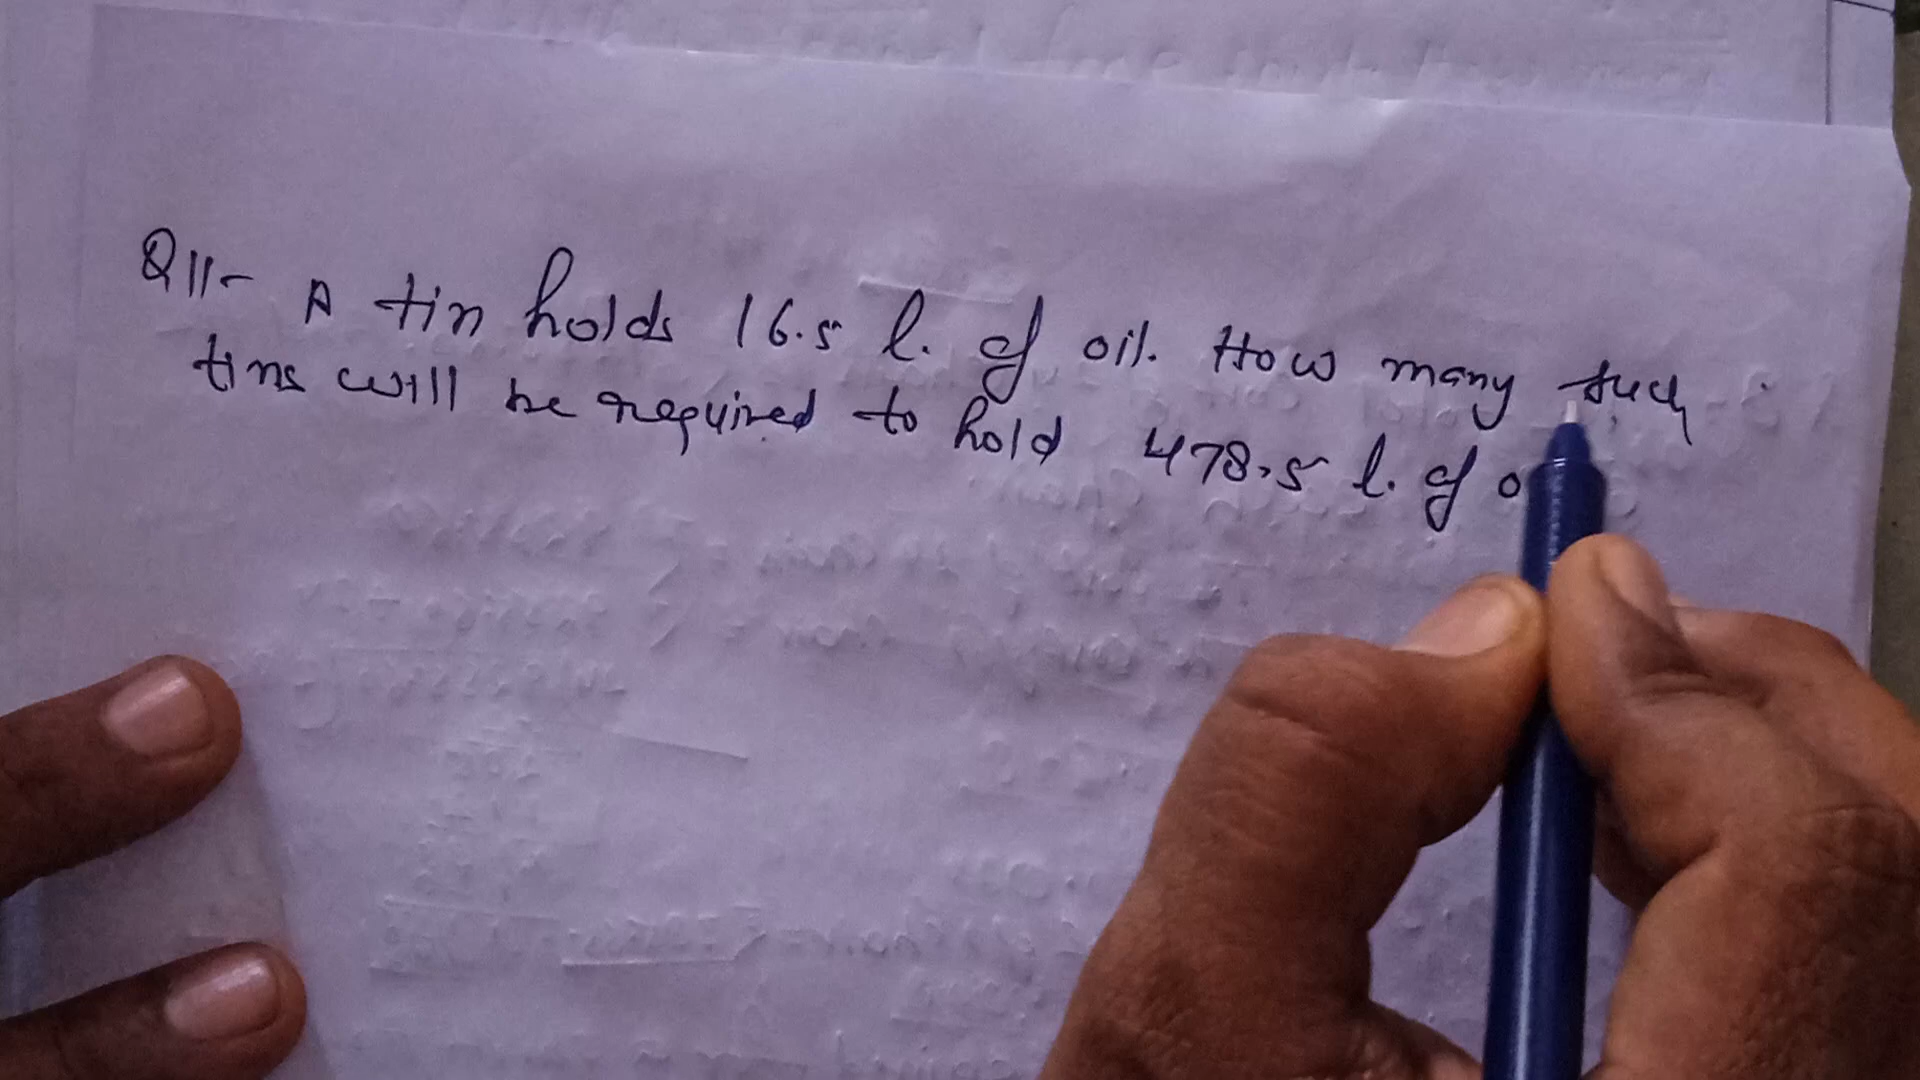 Q11- A tin holds 16.5 l. of oil. How many such
tins will be required to hold 478.5 l. of